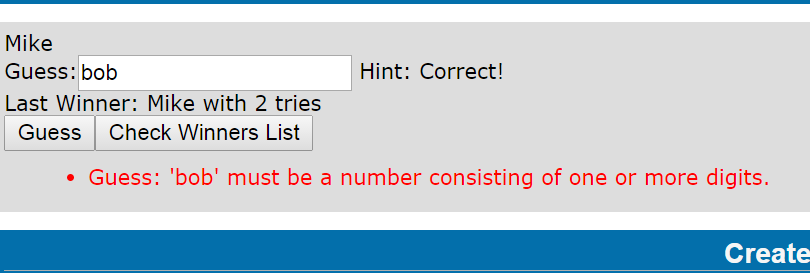 Mike
Guess: bob Hint: Correct!
Last Winner: Mike with 2 tries
Guess Check Winners List
• Guess: 'bob' must be a number consisting of one or more digits.
Create